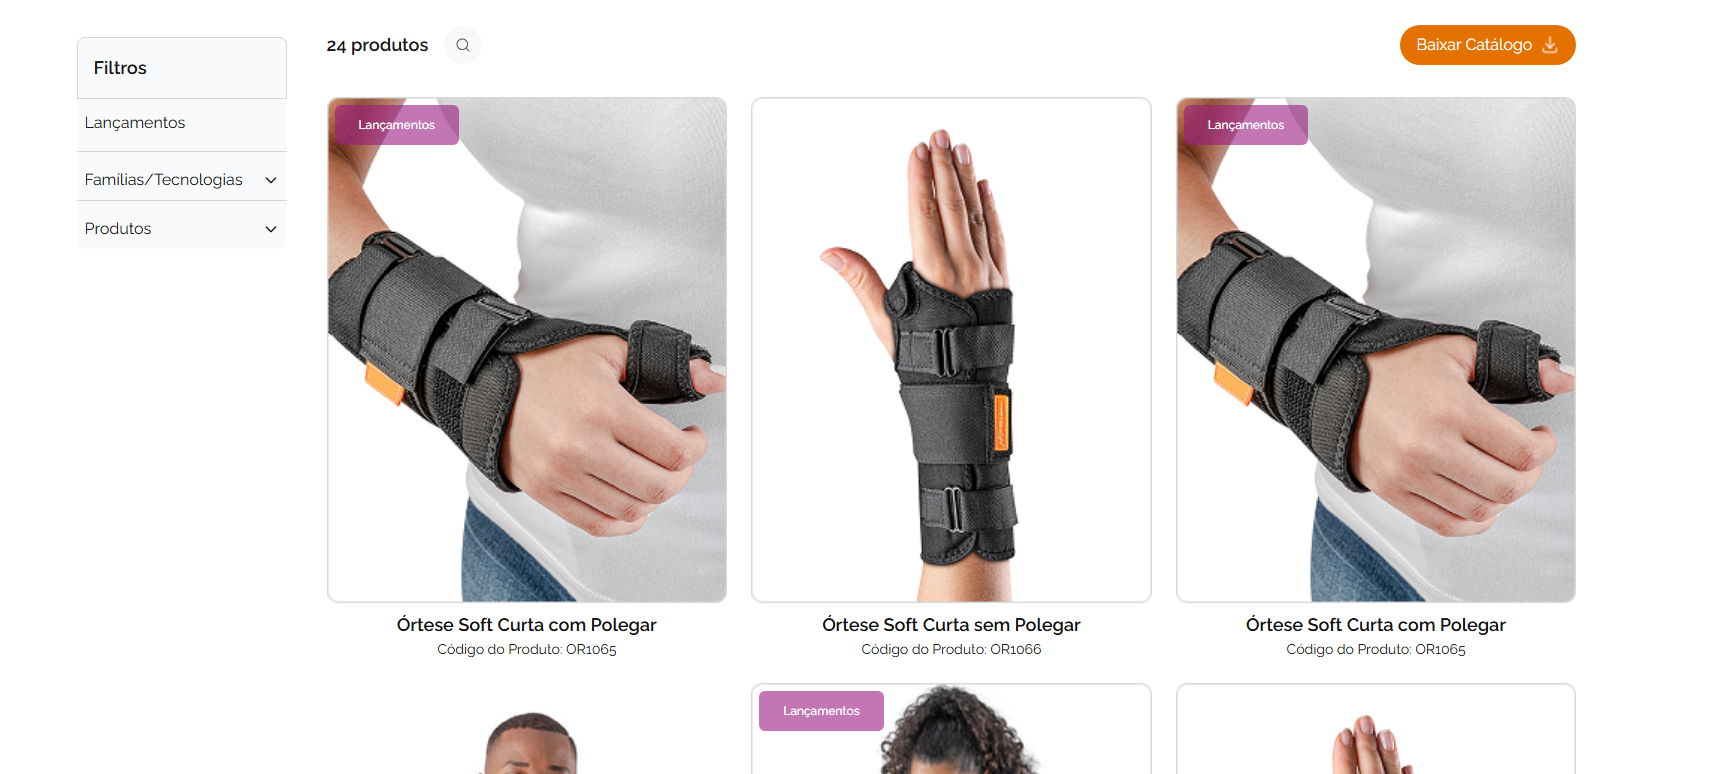 24 produtos
Baixar Catálogo
Filtros
Lançamentos
Famílias/Tecnologias
Produtos
Lançamentos
Lançamentos
Órtese Soft Curta com Polegar
Código do Produto: OR1065
Órtese Soft Curta sem Polegar
Código do Produto: OR1066
Órtese Soft Curta com Polegar
Código do Produto: OR1065
Lançamentos